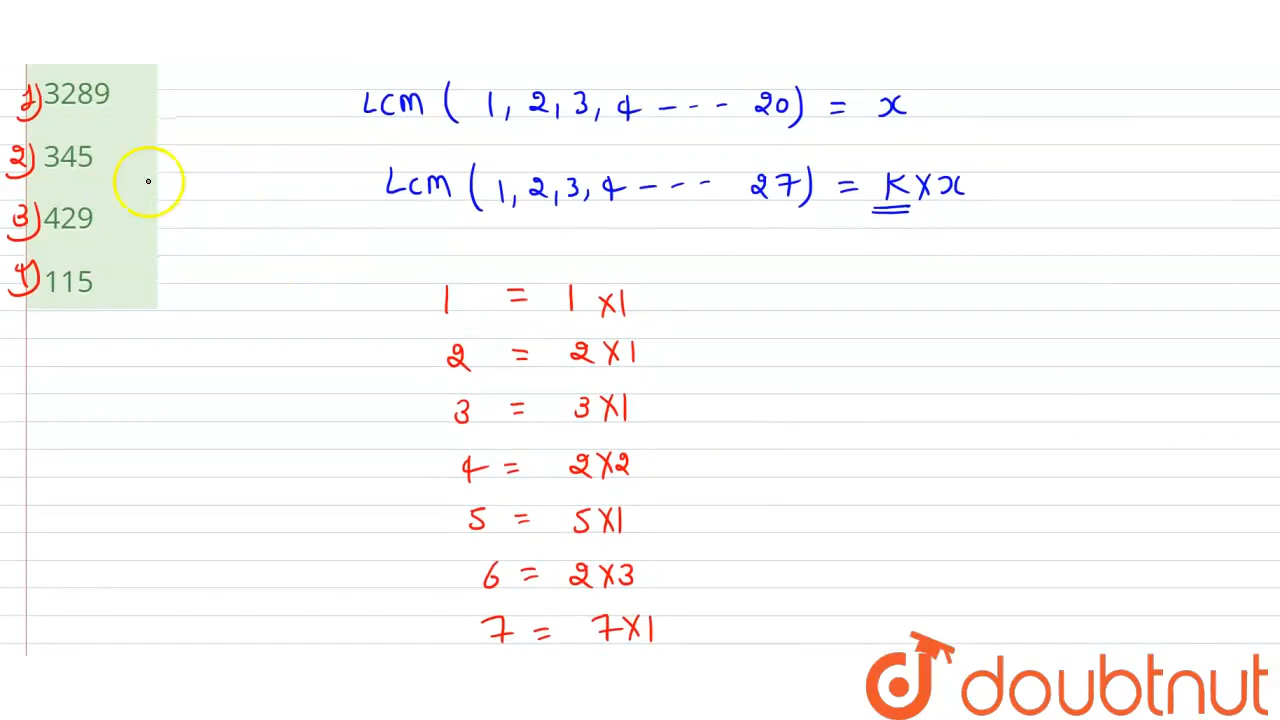 1) 3289
2) 345
3) 429
4) 115
LCM ( 1, 2, 3, 4 - - - - 20) = x
LCM ( 1, 2, 3, 4 - - - - 27) = K×x
1 = 1 ×1
2 = 2×1
3 = 3×1
4 = 2×2
5 = 5×1
6 = 2×3
7 = 7×1
doubtnut